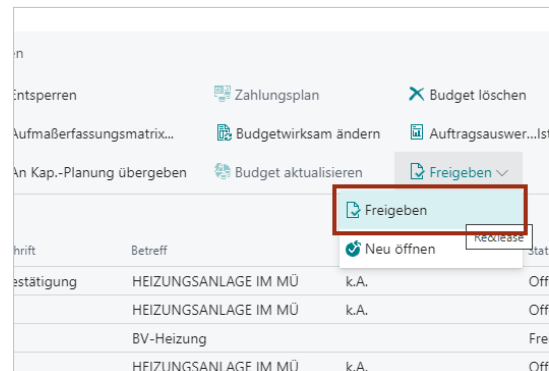 en
Entsperren Zahlungsplan Budget löschen
Aufmaßerfassungsmatrix... Budgetwirksam ändern Auftragsauswer...Ist
An Kap.-Planung übergeben Budget aktualisieren Freigeben
Freigeben
Neu öffnen Re&lease
hrift Betreff Stat
estätigung HEIZUNGSANLAGE IM MÜ k.A. Off
HEIZUNGSANLAGE IM MÜ k.A. Off
BV-Heizung Fre
HEIZUNGSANLAGE IM MÜ k.A. Off